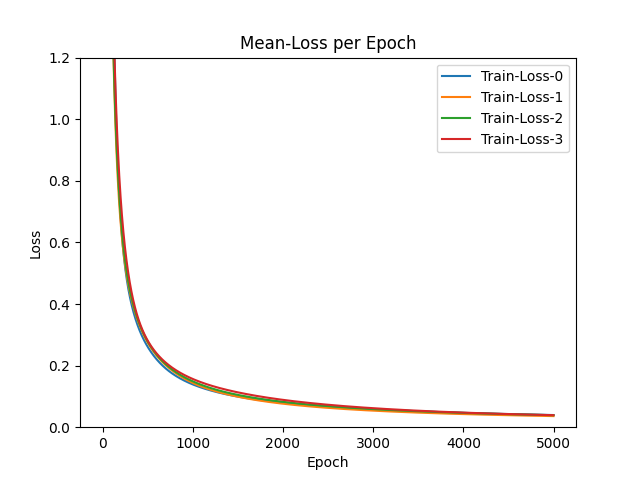 Mean-Loss per Epoch
1.2
1.0
0.8
0.6
0.4
0.2
0.0
Loss
Train-Loss-0
Train-Loss-1
Train-Loss-2
Train-Loss-3
0 1000 2000 3000 4000 5000
Epoch